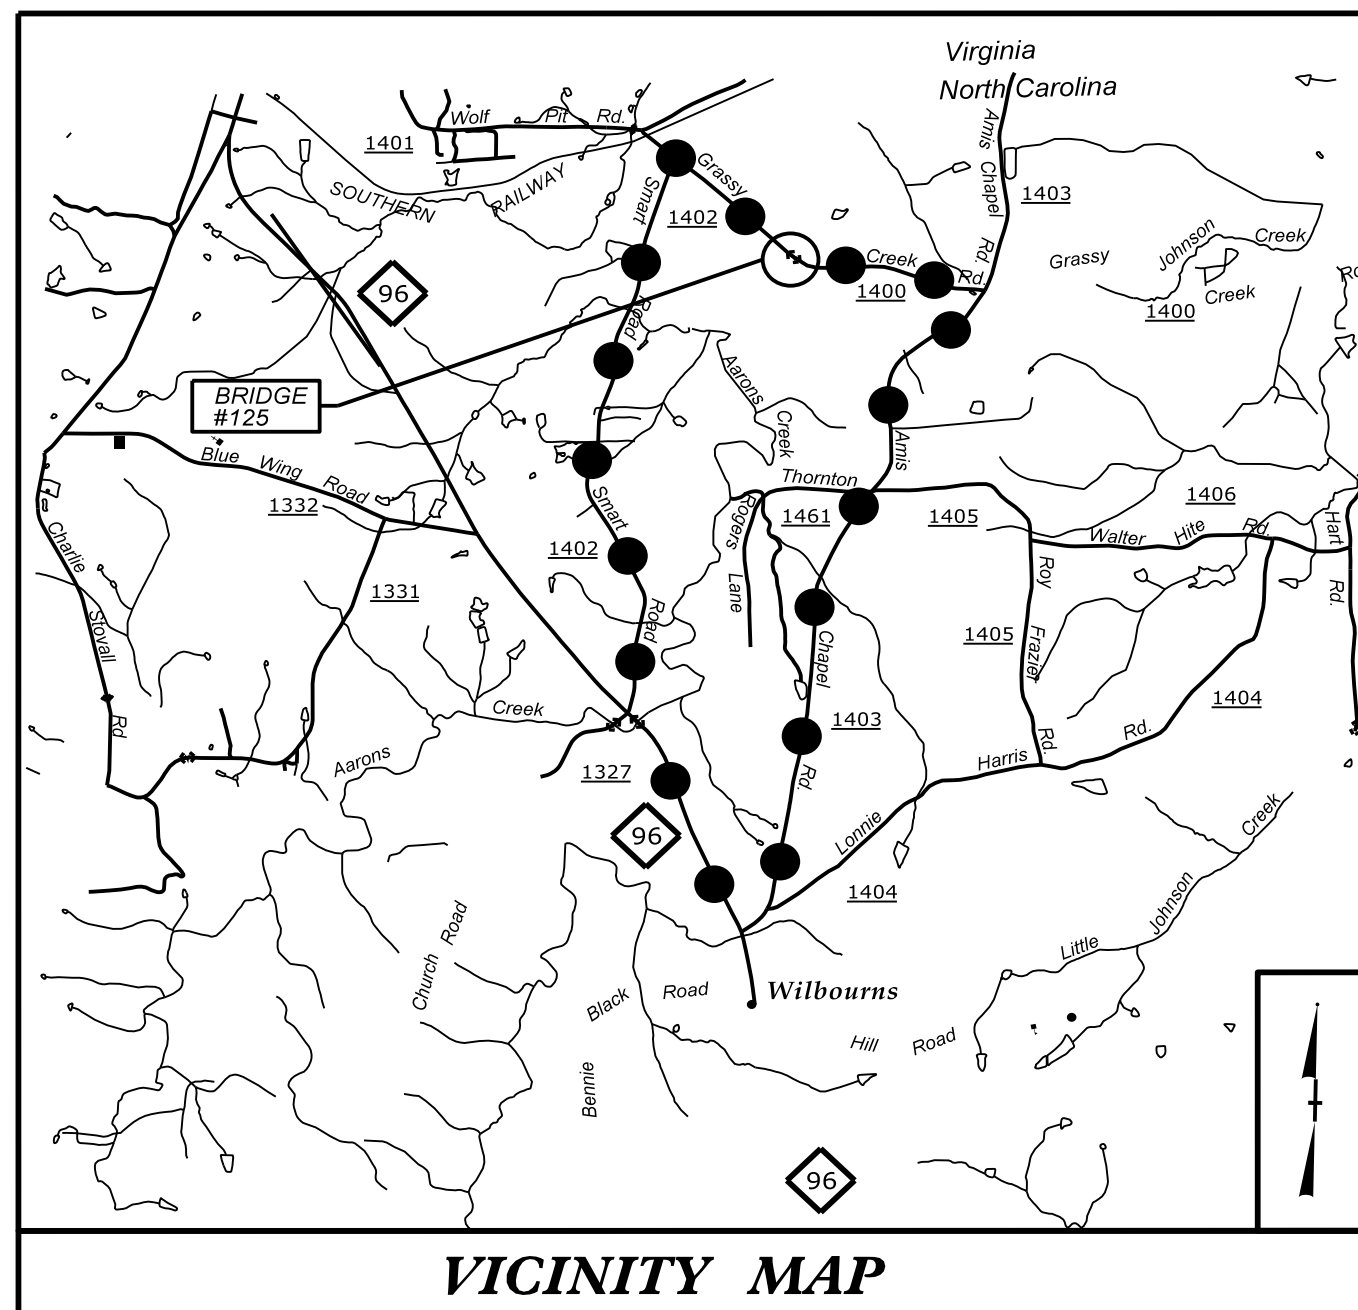 Virginia
North Carolina
Wolf Pit Rd.
1401
SOUTHERN RAILWAY
Grassy
Smart
1402
Amis Chapel Rd.
1403
Johnson Creek
Grassy
Creek
1400
Creek Rd.
1400
96
Road
BRIDGE
#125
Aarons
Creek
Amis
Blue Wing Road
1332
Thornton
1461
1405
1406
Walter Hite Rd.
Hart
Rd.
Rogers
Lane
Smart
1402
Road
Charlie
Stovall
Rd
1331
Roy
Frazier
Rd.
1405
Chapel
Rd.
1403
1404
Creek
Aarons
1327
96
Harris Rd.
Lonnie
1404
Creek
Johnson
Little
Church Road
Wilbourns
Black Road
Hill Road
Bennie
96
VICINITY MAP